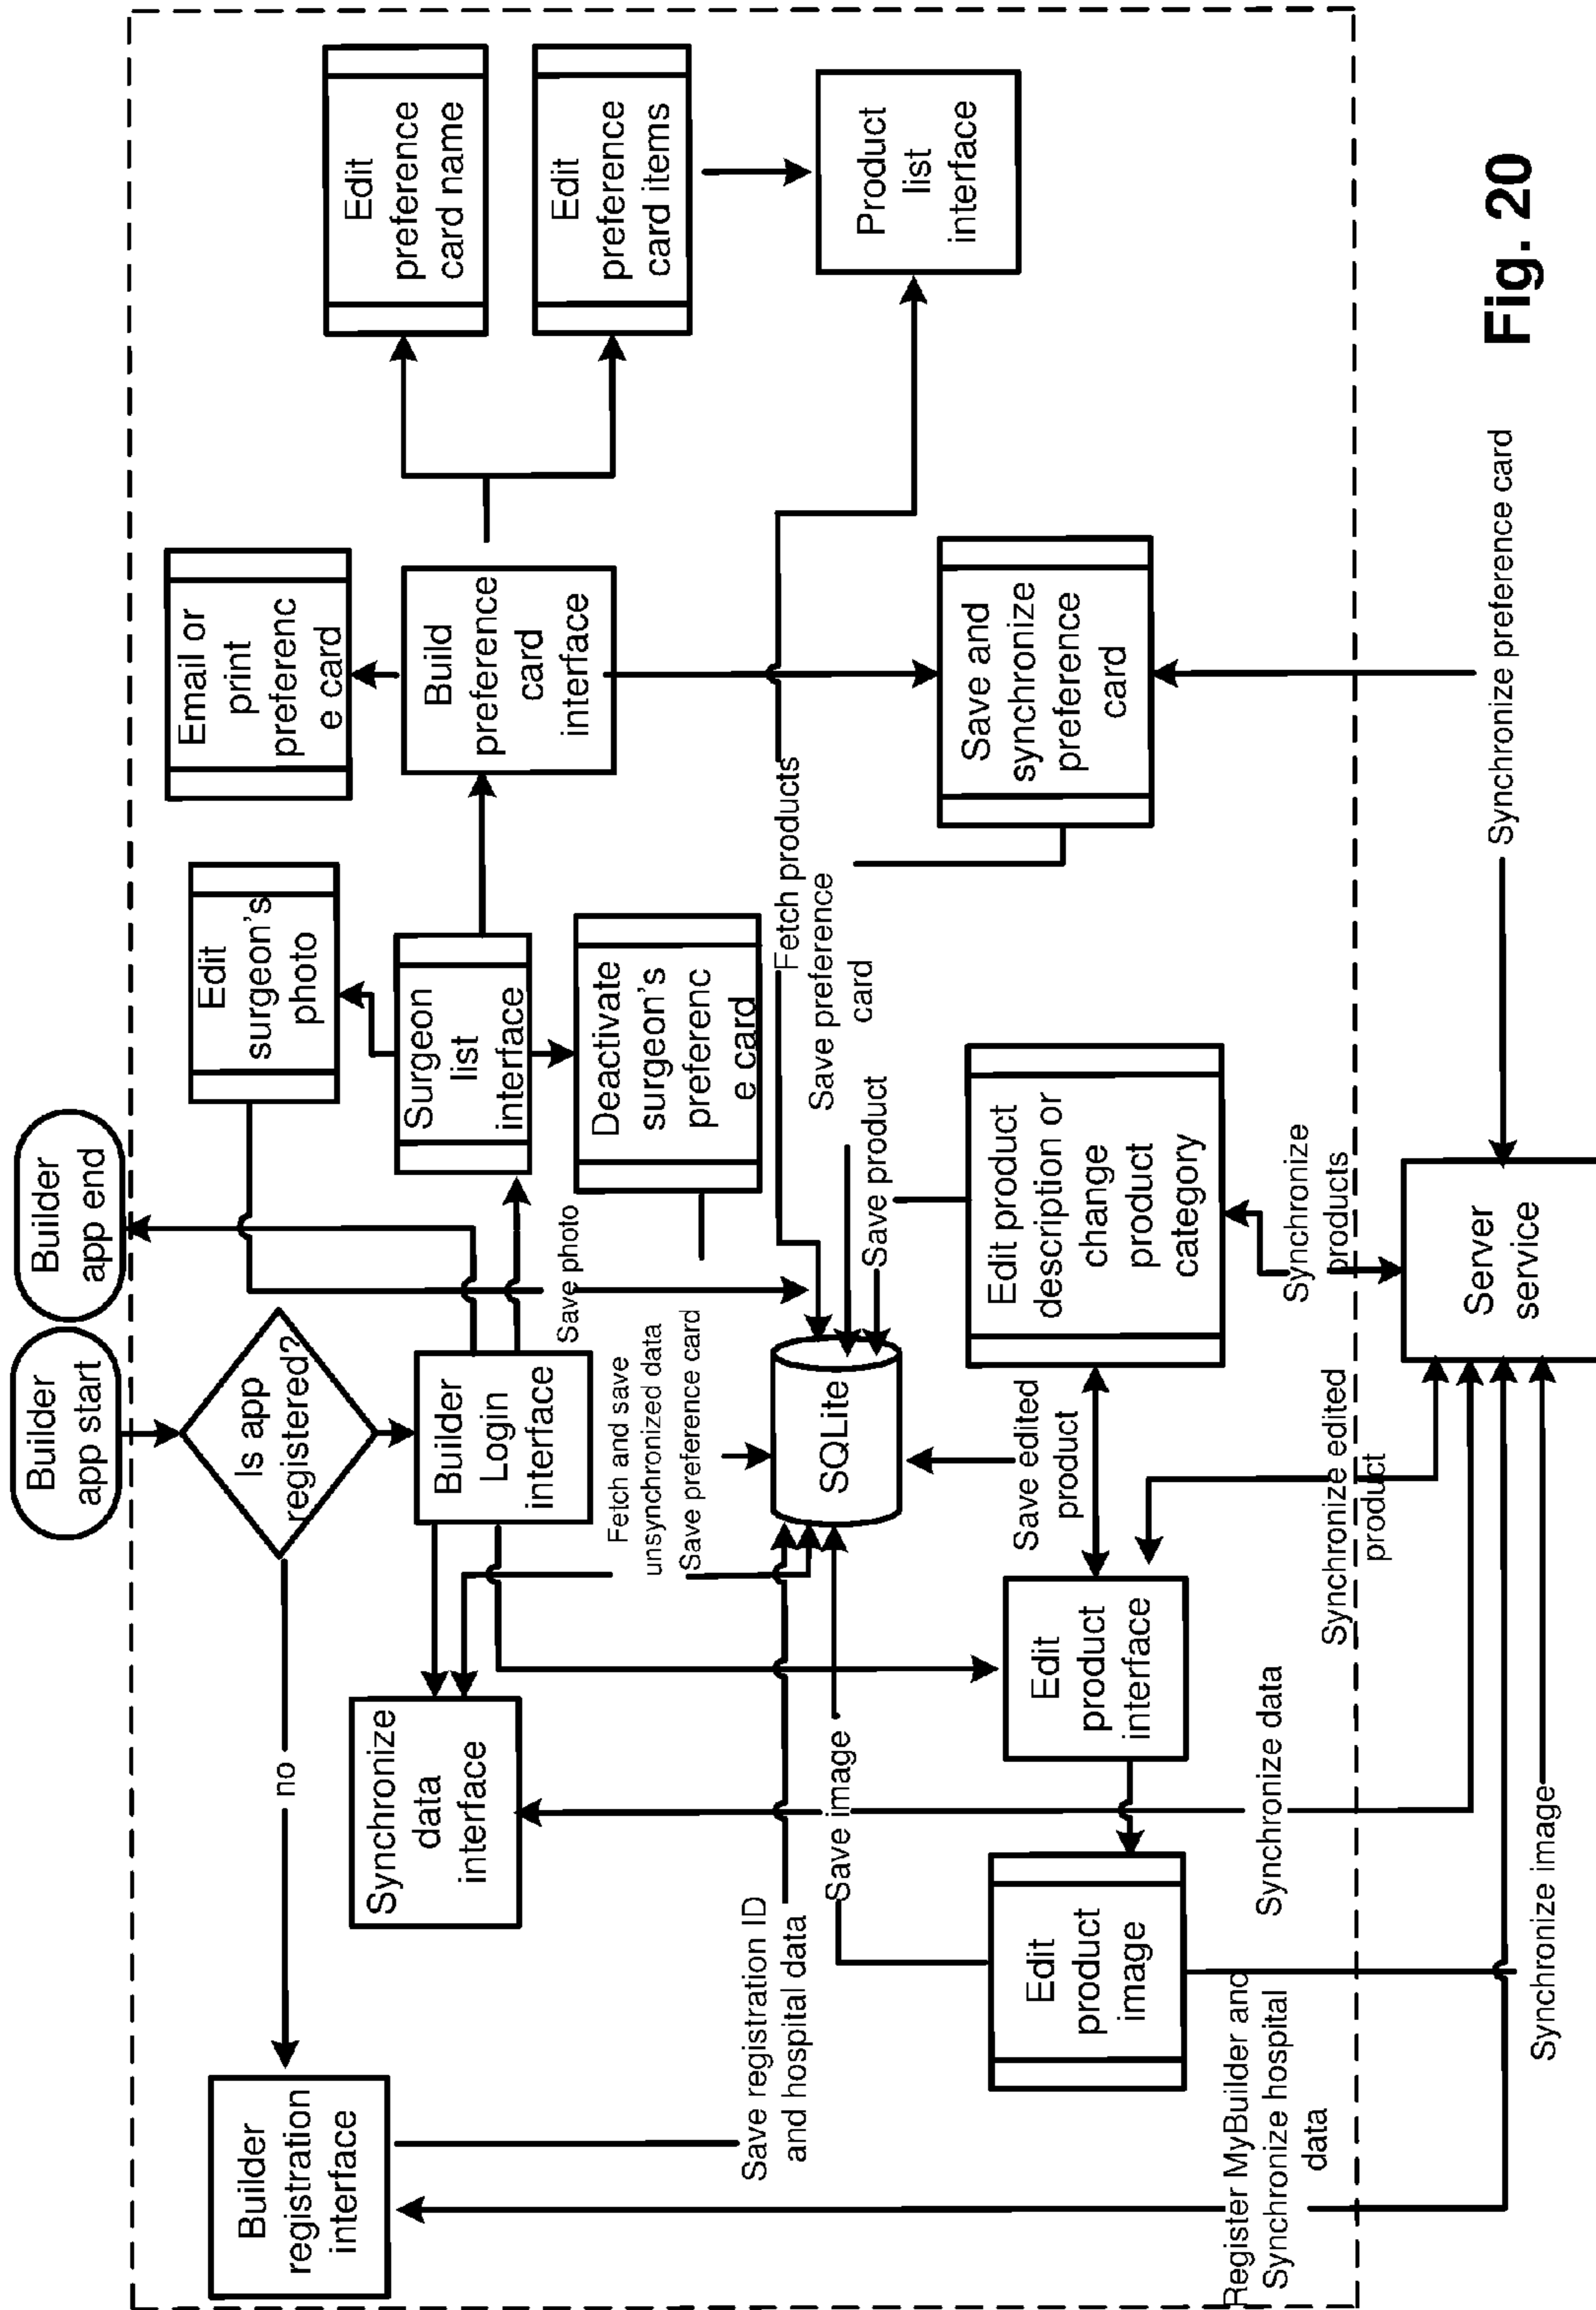 Builder
app start
Builder
app end
Is app
registered?
no
Builder
registration
interface
Synchronize
data
interface
Builder
Login
interface
Surgeon
list
interface
Edit
surgeon's
photo
Email or
print
preferenc
e card
Build
preference
card
interface
Edit
preference
card name
Edit
preference
card items
Product
list
interface
Deactivate
surgeon's
preferenc
e card
Save photo
Fetch and save
unsynchronized data
Save preference card
SQLite
Fetch products
Save preference
card
Save product
Save and
synchronize
preference
card
Save registration ID
and hospital data
Save image
Edit
product
image
Edit
product
interface
Save edited
product
Edit product
description or
change
product
category
Register MyBuilder and
Synchronize hospital
data
Synchronize data
Synchronize edited
product
Synchronize
products
Synchronize image
Server
service
Synchronize preference card
Fig. 20